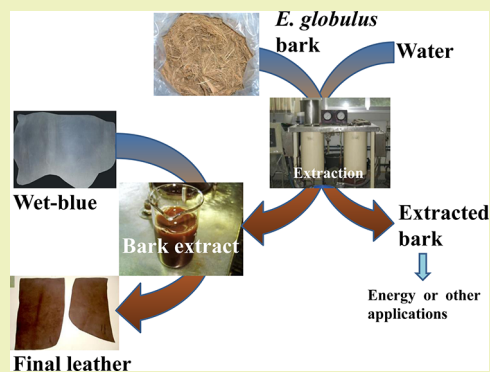 E. globulus
bark
Water
Extraction
Wet-blue
Bark extract
Extracted
bark
Energy or other
applications
Final leather